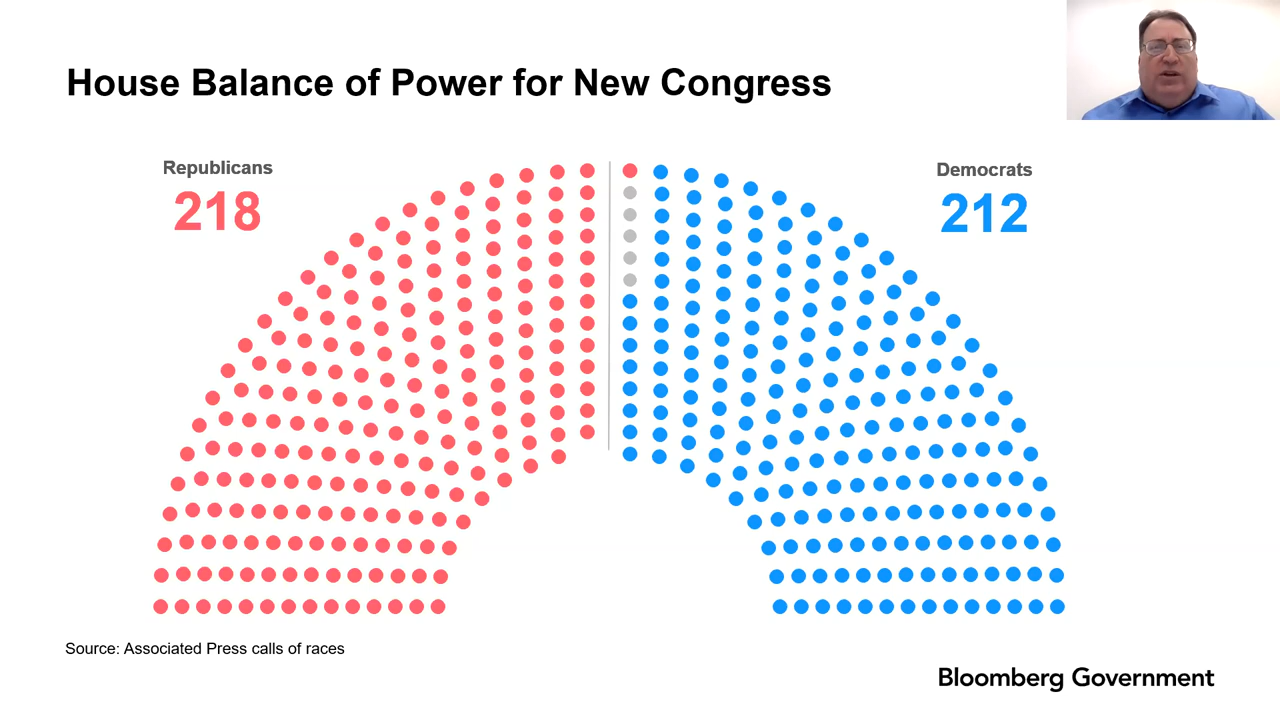 House Balance of Power for New Congress
Republicans
218
Democrats
212
Source: Associated Press calls of races
Bloomberg Government